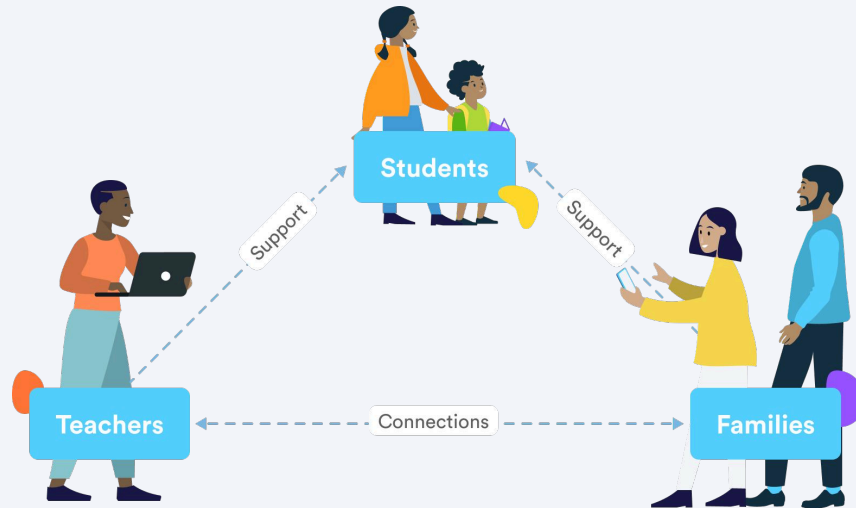 Students
Support
Support
Teachers
Connections
Families